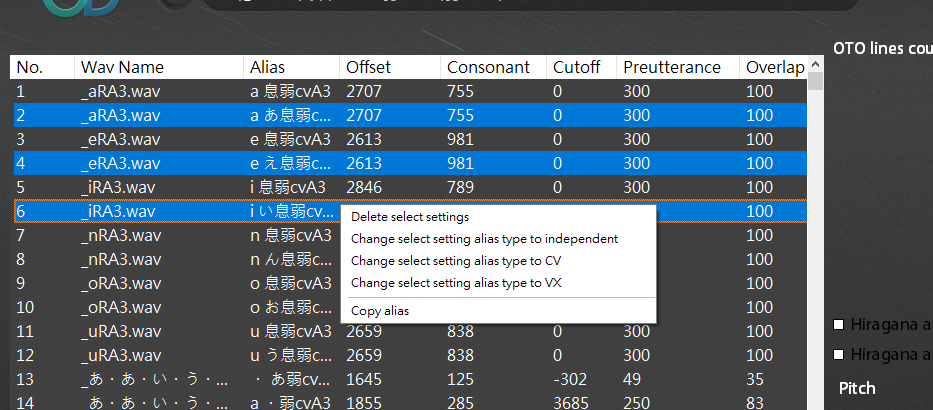 OTO lines cou
No. Wav Name Alias Offset Consonant Cutoff Preutterance Overlap
1 _aRA3.wav a 息弱cvA3 2707 755 0 300 100
2 _aRA3.wav a あ息弱c... 2707 755 0 300 100
3 _eRA3.wav e 息弱cvA3 2613 981 0 300 100
4 _eRA3.wav e え息弱c... 2613 981 0 300 100
5 _iRA3.wav i 息弱cvA3 2846 789 0 300 100
6 _iRA3.wav i い息弱cv... 100
Delete select settings
7 _nRA3.wav n 息弱cvA3 100
Change select setting alias type to independent
8 _nRA3.wav n ん息弱c... 100
Change select setting alias type to CV
9 _oRA3.wav o 息弱cvA3 100
Change select setting alias type to VX
10 _oRA3.wav o お息弱c... 100
Copy alias
11 _uRA3.wav u 息弱cvA3 2659 838 0 300 100
Hiragana a
12 _uRA3.wav u う息弱c... 2659 838 0 300 100
Hiragana a
13 _あ・あ・い・う・... ・ あ弱cv... 1645 125 -302 49 35
Pitch
14 _あ・あ・い・う・... a ・弱cvA3 1855 285 3685 250 83